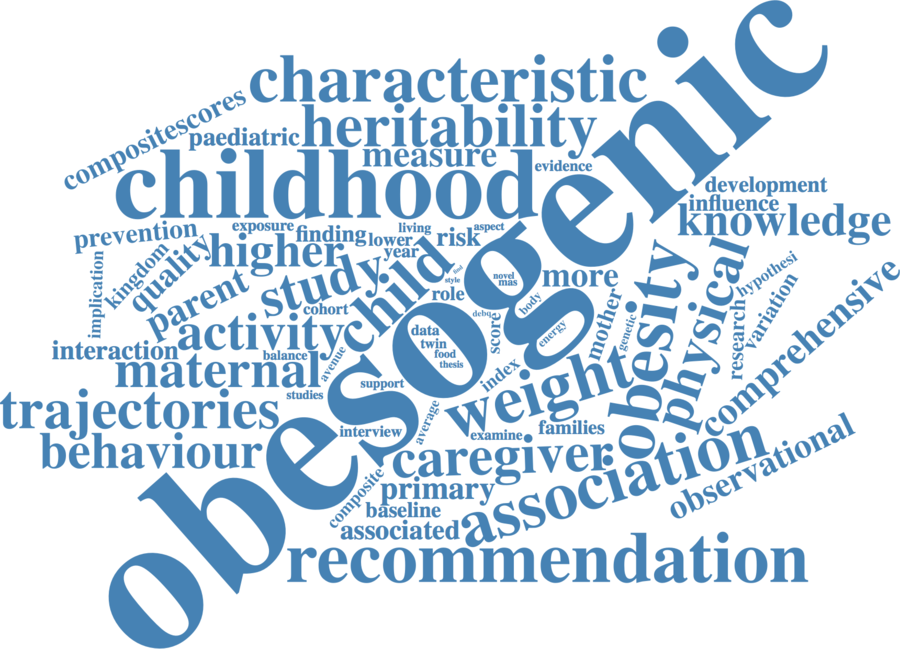 obesogenic
characteristic
compositescores
paediatric
heritability
measure
evidence
childhood
development
influence
knowledge
prevention
exposure
finding
living
aspect
lower
risk
year
higher
quality
kingdom
implication
parent
study
child
find
style
role
cohort
novel
mas
more
body
energy
debut
score
mother
genetic
obesity
physical
hypothesi
variation
research
comprehensive
activity
interaction
balance
avenue
maternal
studies
support
data
twin
food
thesis
index
weight
trajectories
behaviour
interview
average
examine
families
caregiver
composite
primary
baseline
associated
association
observational
recommendation